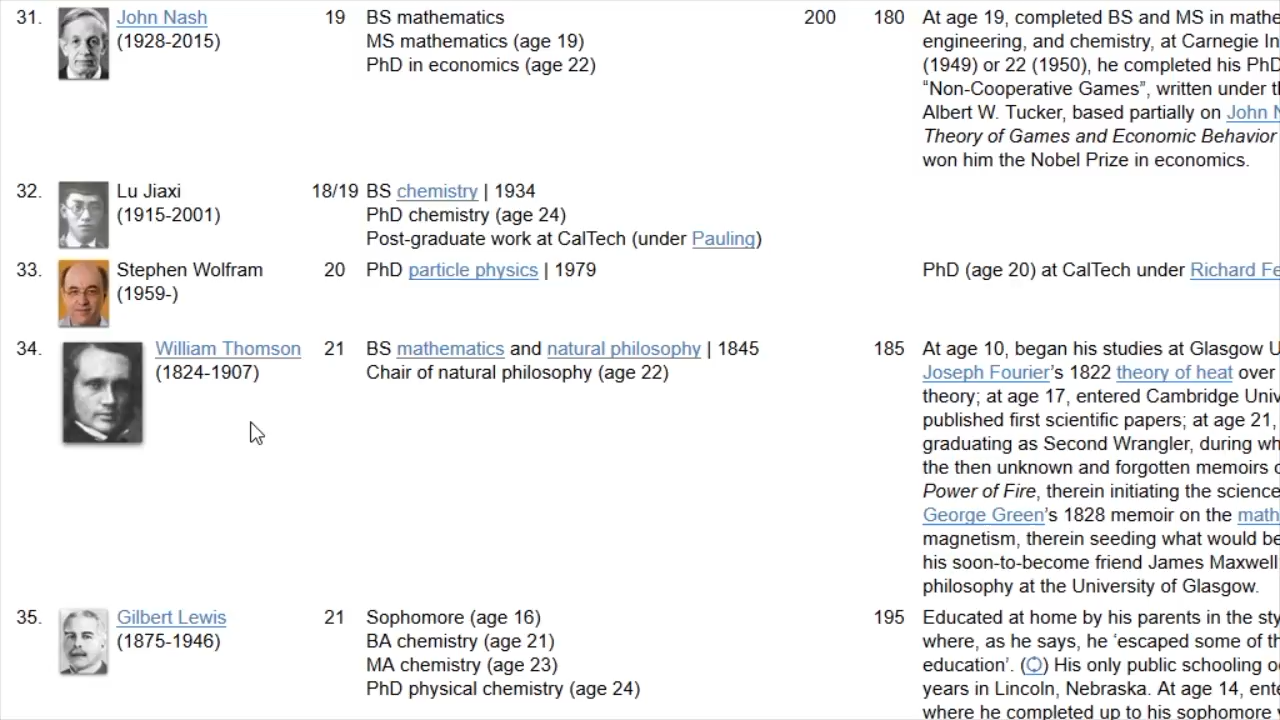 31. John Nash 19 BS mathematics 200 180 At age 19, completed BS and MS in mathe
(1928-2015) MS mathematics (age 19) engineering, and chemistry, at Carnegie In
PhD in economics (age 22) (1949) or 22 (1950), he completed his PhD
“Non-Cooperative Games”, written under th
Albert W. Tucker, based partially on John N
Theory of Games and Economic Behavior
won him the Nobel Prize in economics.
32. Lu Jiaxi 18/19 BS chemistry | 1934
(1915-2001) PhD chemistry (age 24)
Post-graduate work at CalTech (under Pauling)
33. Stephen Wolfram 20 PhD particle physics | 1979 PhD (age 20) at CalTech under Richard Fe
(1959-)
34. William Thomson 21 BS mathematics and natural philosophy | 1845 185 At age 10, began his studies at Glasgow U
(1824-1907) Chair of natural philosophy (age 22) Joseph Fourier’s 1822 theory of heat over
theory; at age 17, entered Cambridge Univ
published first scientific papers; at age 21,
graduating as Second Wrangler, during wh
the then unknown and forgotten memoirs o
Power of Fire, therein initiating the science
George Green’s 1828 memoir on the math
magnetism, therein seeding what would be
his soon-to-become friend James Maxwell
philosophy at the University of Glasgow.
35. Gilbert Lewis 21 Sophomore (age 16) 195 Educated at home by his parents in the sty
(1875-1946) BA chemistry (age 21) where, as he says, he ‘escaped some of th
MA chemistry (age 23) education’. () His only public schooling o
PhD physical chemistry (age 24) years in Lincoln, Nebraska. At age 14, ente
where he completed up to his sophomore